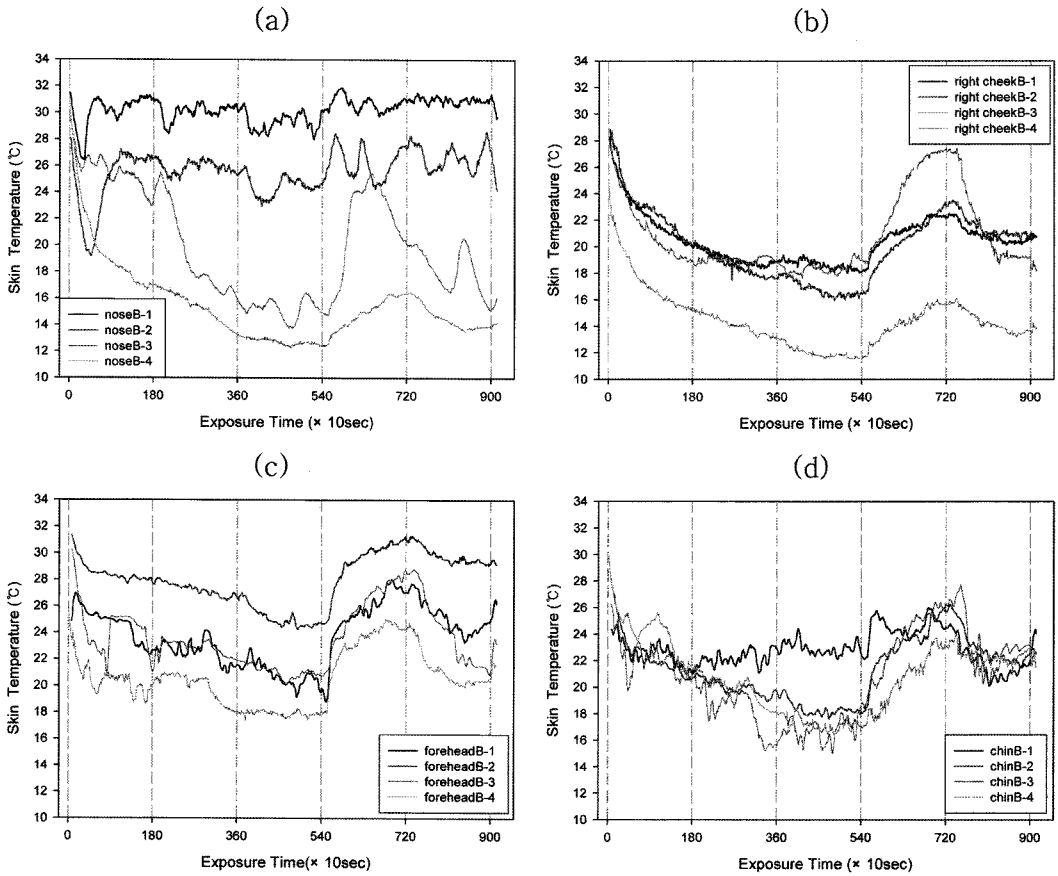 (a)
34
32
30
28
26
24
22
20
18
16
14
12
10
Skin Temperature (℃)
noseB-1
noseB-2
noseB-3
noseB-4
0 180 360 540 720 900
Exposure Time (× 10sec)
(b)
34
32
30
28
26
24
22
20
18
16
14
12
10
Skin Temperature (℃)
right cheekB-1
right cheekB-2
right cheekB-3
right cheekB-4
0 180 360 540 720 900
Exposure Time (× 10sec)
(c)
34
32
30
28
26
24
22
20
18
16
14
12
10
Skin Temperature (℃)
foreheadB-1
foreheadB-2
foreheadB-3
foreheadB-4
0 180 360 540 720 900
Exposure Time(× 10sec)
(d)
34
32
30
28
26
24
22
20
18
16
14
12
10
Skin Temperature (℃)
chinB-1
chinB-2
chinB-3
chinB-4
0 180 360 540 720 900
Exposure Time (× 10sec)